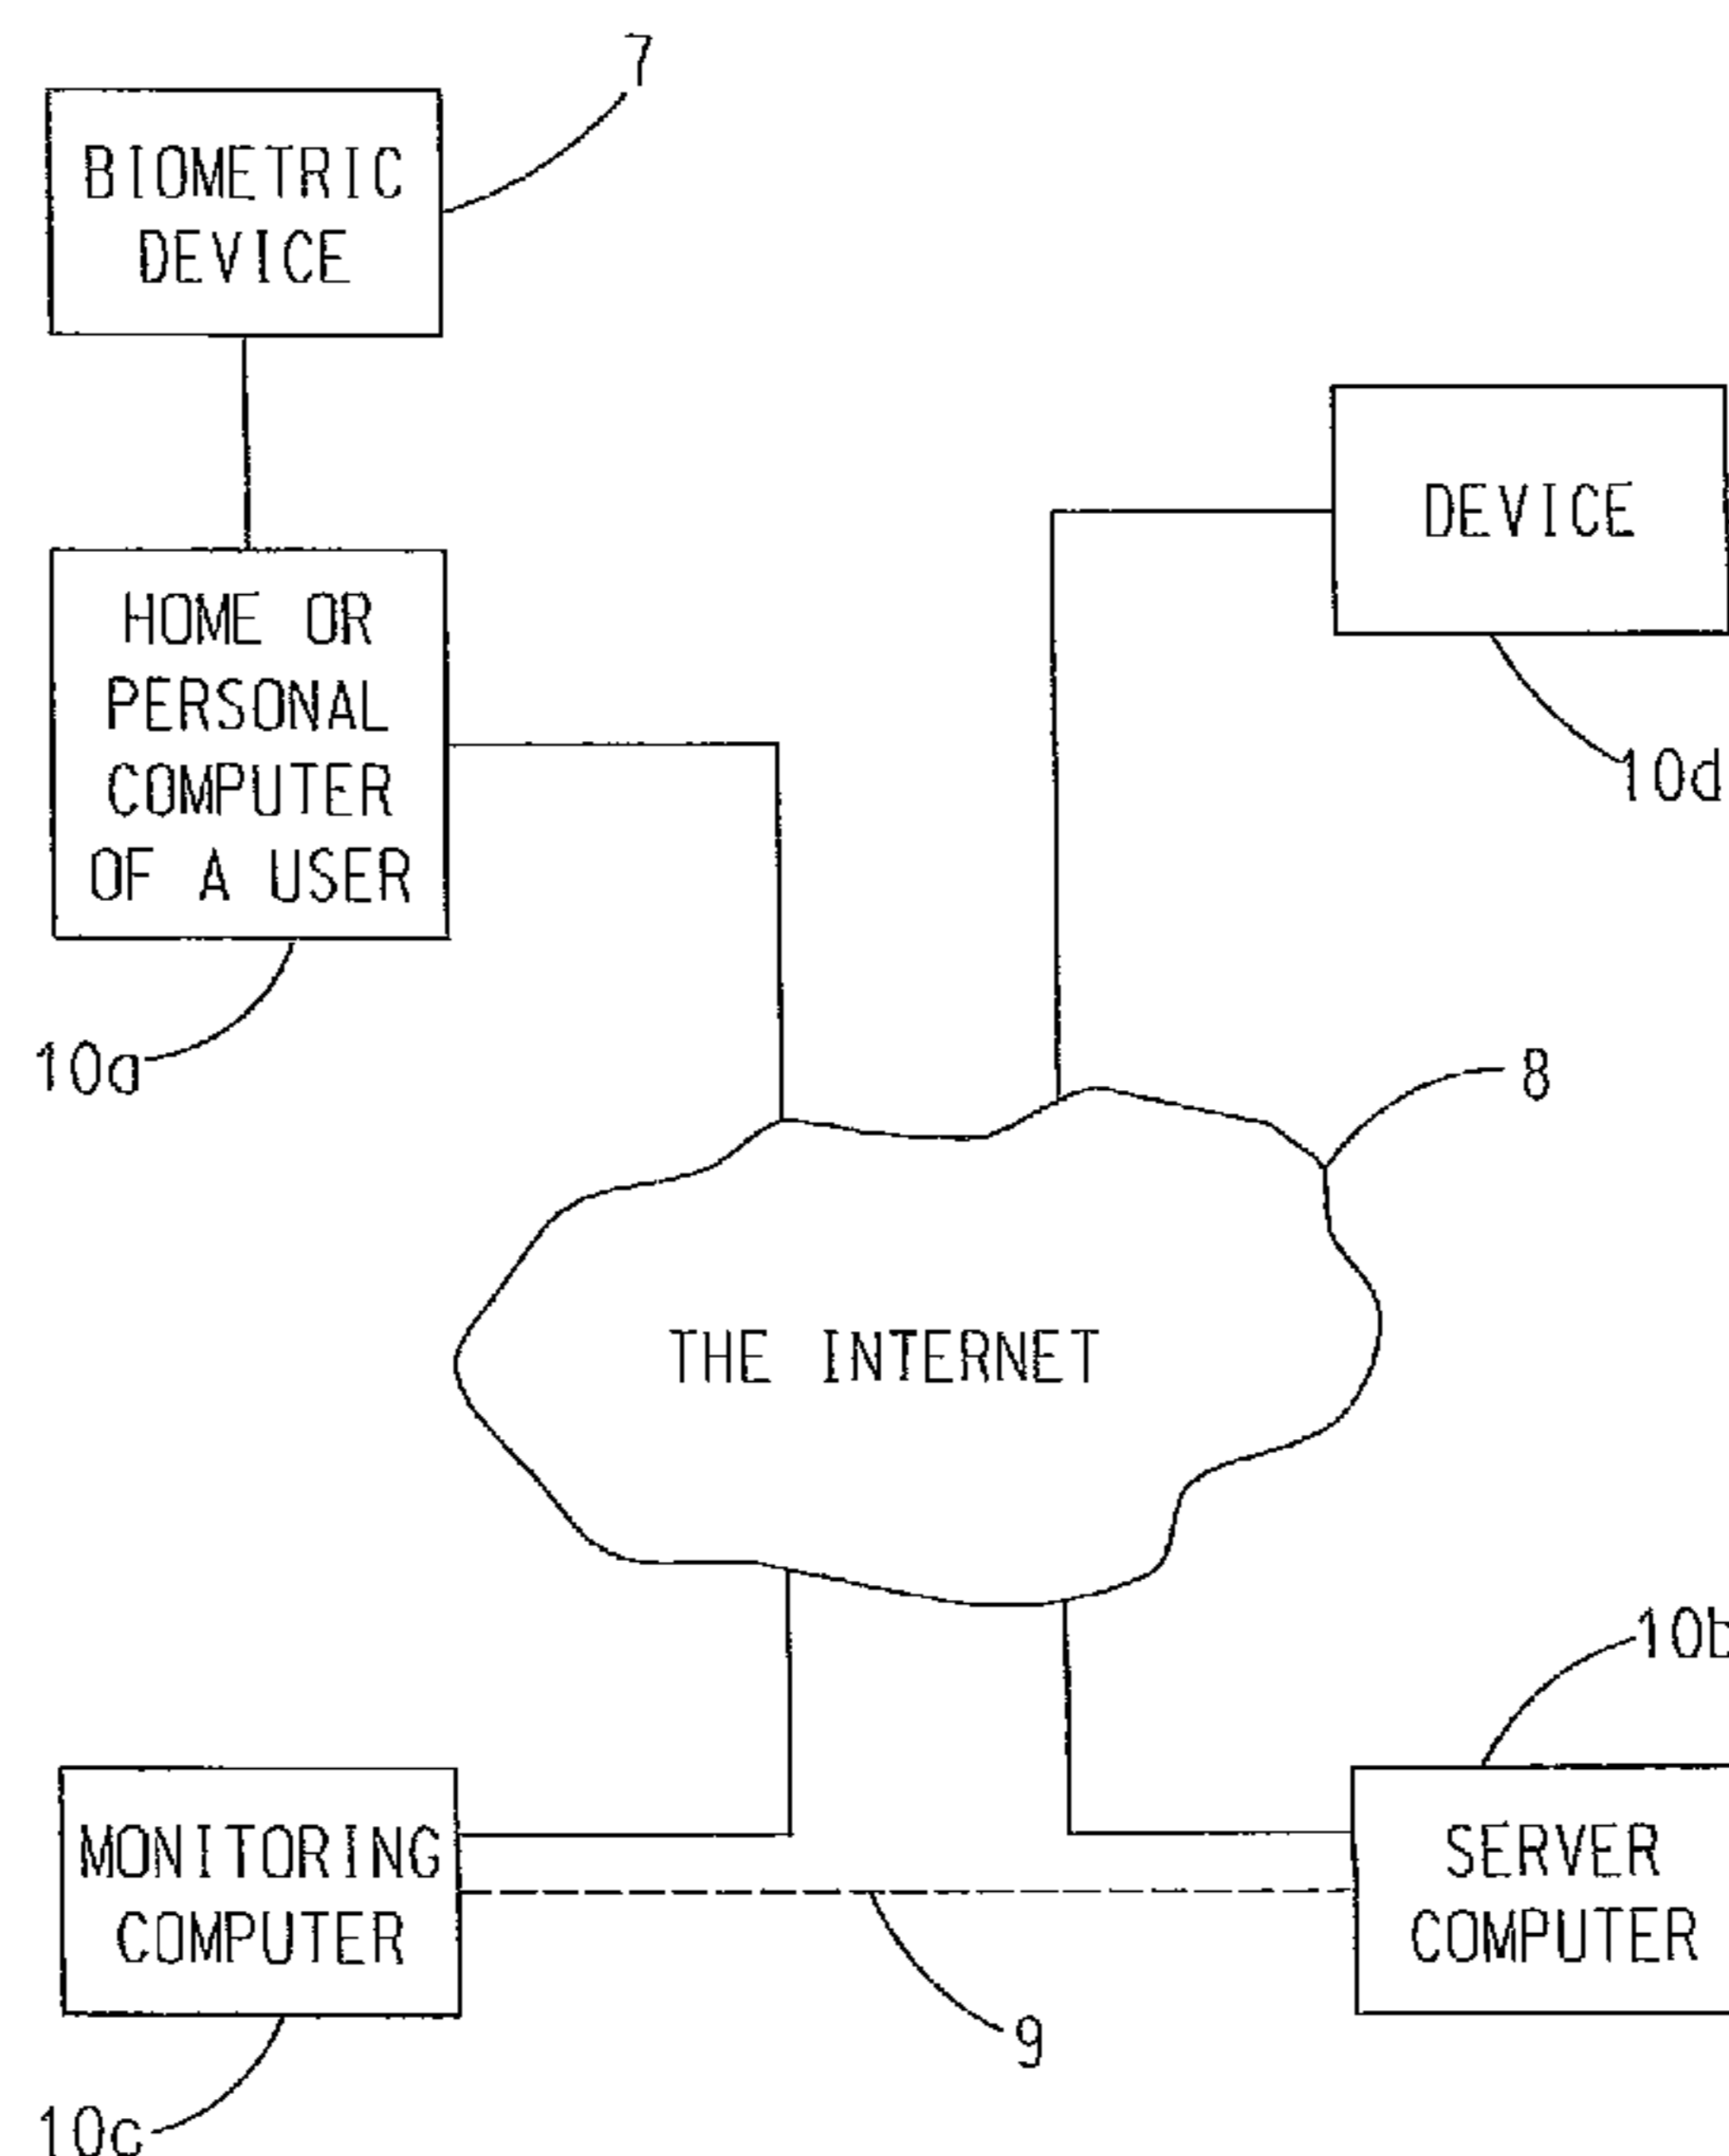 7
BIOMETRIC
DEVICE
DEVICE
HOME OR
PERSONAL
COMPUTER
OF A USER
10d
10a
8
THE INTERNET
10b
MONITORING
COMPUTER
SERVER
COMPUTER
9
10c